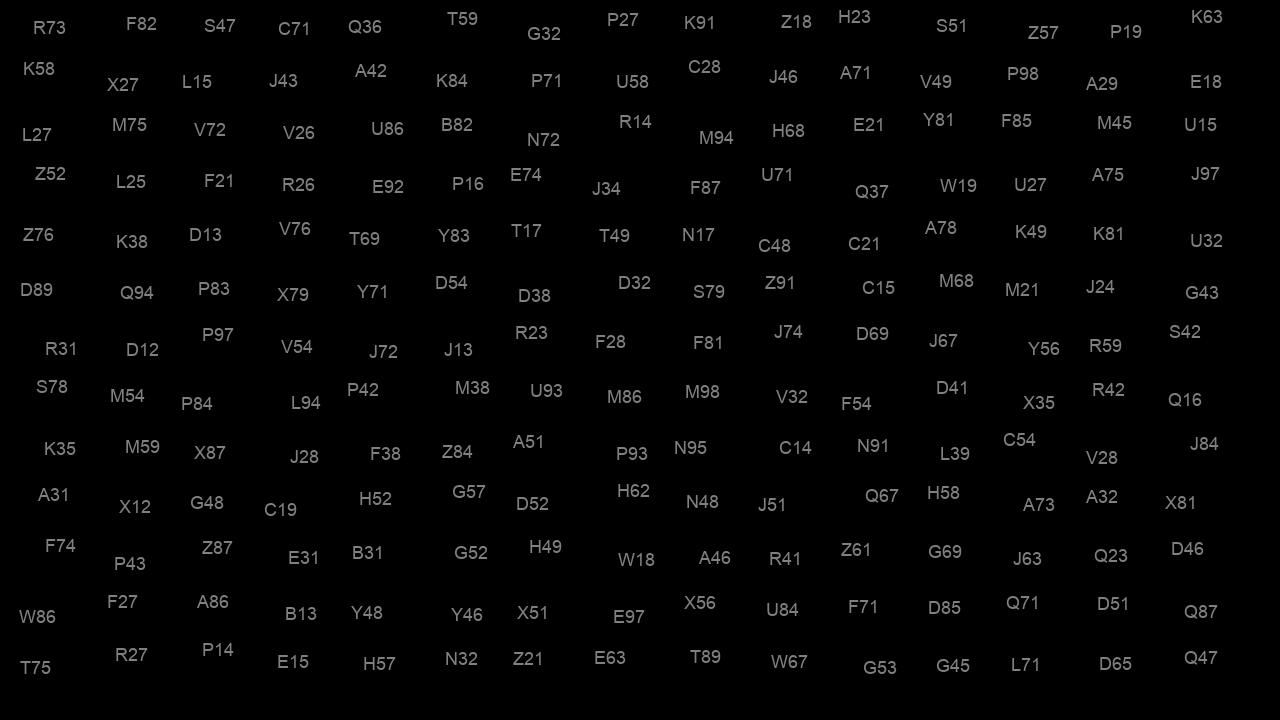 R73 F82 S47 C71 Q36 T59 G32 P27 K91 Z18 H23 S51 Z57 P19 K63
K58 X27 L15 J43 A42 K84 P71 U58 C28 J46 A71 V49 P98 A29 E18
L27 M75 V72 V26 U86 B82 N72 R14 M94 H68 E21 Y81 F85 M45 U15
Z52 L25 F21 R26 E92 P16 E74 J34 F87 U71 Q37 W19 U27 A75 J97
Z76 K38 D13 V76 T69 Y83 T17 T49 N17 C48 C21 A78 K49 K81 U32
D89 Q94 P83 X79 Y71 D54 D38 D32 S79 Z91 C15 M68 M21 J24 G43
R31 D12 P97 V54 J72 J13 R23 F28 F81 J74 D69 J67 Y56 R59 S42
S78 M54 P84 L94 P42 M38 U93 M86 M98 V32 F54 D41 X35 R42 Q16
K35 M59 X87 J28 F38 Z84 A51 P93 N95 C14 N91 L39 C54 V28 J84
A31 X12 G48 C19 H52 G57 D52 H62 N48 J51 Q67 H58 A73 A32 X81
F74 P43 Z87 E31 B31 G52 H49 W18 A46 R41 Z61 G69 J63 Q23 D46
W86 F27 A86 B13 Y48 Y46 X51 E97 X56 U84 F71 D85 Q71 D51 Q87
T75 R27 P14 E15 H57 N32 Z21 E63 T89 W67 G53 G45 L71 D65 Q47